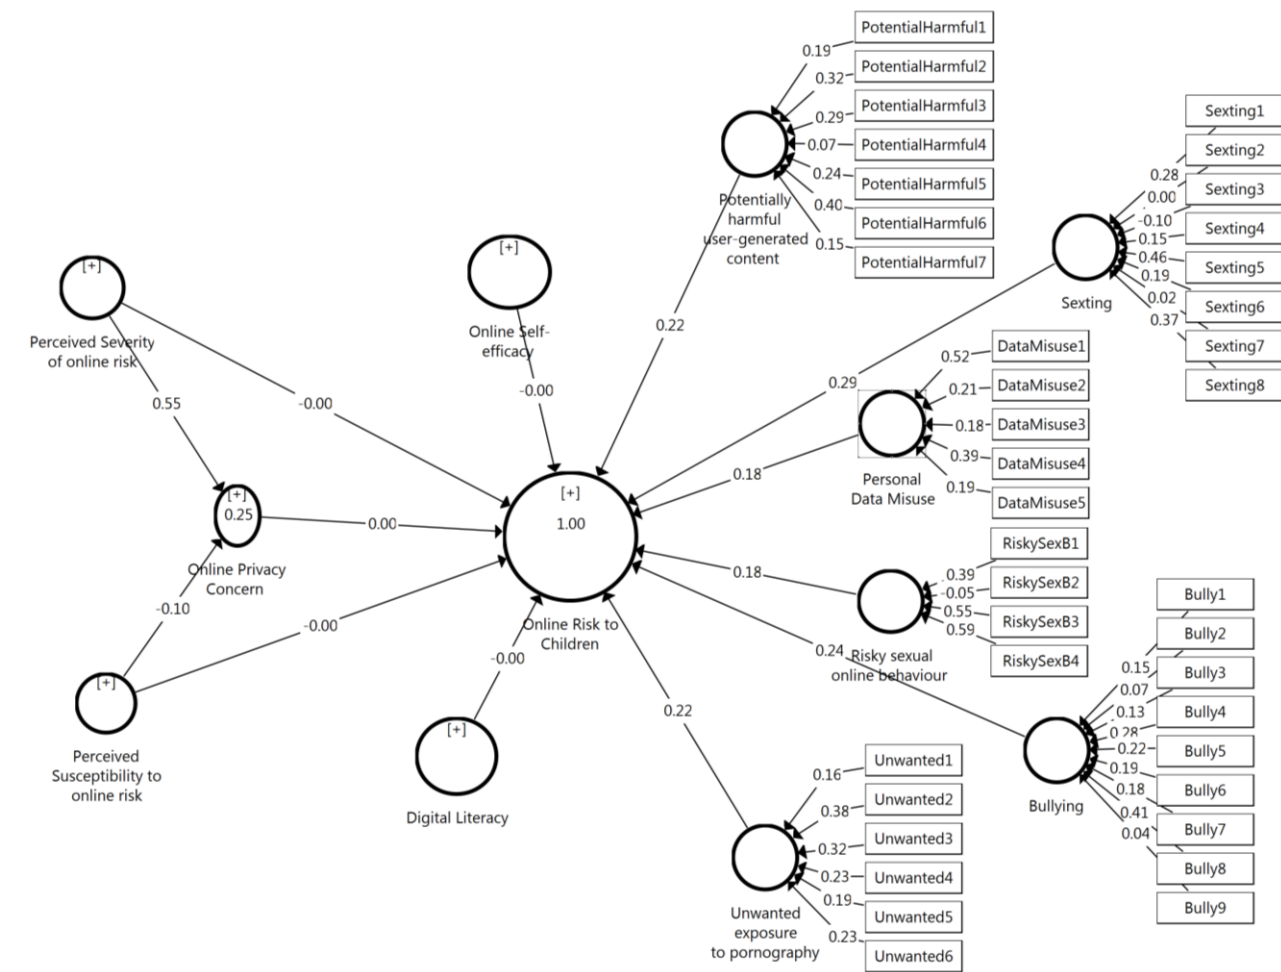 PotentialHarmful1
PotentialHarmful2
PotentialHarmful3
PotentialHarmful4
PotentialHarmful5
PotentialHarmful6
PotentialHarmful7
0.19
0.32
0.29
0.07
0.24
0.40
0.15
Potentially
harmful
user-generated
content
Sexting1
Sexting2
Sexting3
Sexting4
Sexting5
Sexting6
Sexting7
Sexting8
0.28
0.00
-0.10
0.15
0.46
0.19
0.02
0.37
Sexting
[+]
Perceived Severity
of online risk
[+]
Online Self-
efficacy
0.22
0.29
0.55
-0.00
-0.00
DataMisuse1
DataMisuse2
DataMisuse3
DataMisuse4
DataMisuse5
0.52
0.21
0.18
0.39
0.19
Personal
Data Misuse
0.18
[+]
0.25
Online Privacy
Concern
0.00
[+]
1.00
Online Risk to
Children
RiskySexB1
RiskySexB2
RiskySexB3
RiskySexB4
0.39
-0.05
0.55
0.59
Risky sexual
online behaviour
0.18
0.24
-0.10
-0.00
-0.00
0.22
[+]
Perceived
Susceptibility to
online risk
[+]
Digital Literacy
Bully1
Bully2
Bully3
Bully4
Bully5
Bully6
Bully7
Bully8
Bully9
0.15
0.07
0.13
0.28
0.22
0.19
0.18
0.41
0.04
Bullying
Unwanted1
Unwanted2
Unwanted3
Unwanted4
Unwanted5
Unwanted6
0.16
0.38
0.32
0.23
0.19
0.23
Unwanted
exposure
to pornography